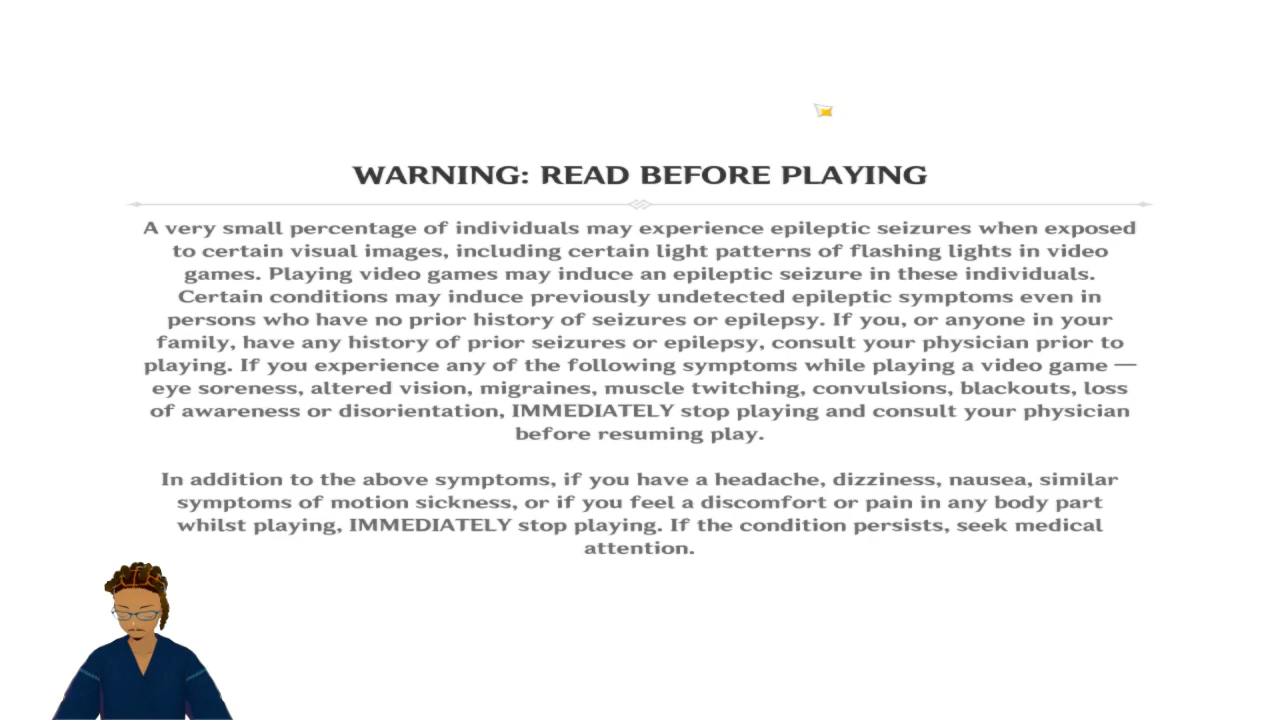 WARNING: READ BEFORE PLAYING
A very small percentage of individuals may experience epileptic seizures when exposed
to certain visual images, including certain light patterns of flashing lights in video
games. Playing video games may induce an epileptic seizure in these individuals.
Certain conditions may induce previously undetected epileptic symptoms even in
persons who have no prior history of seizures or epilepsy. If you, or anyone in your
family, have any history of prior seizures or epilepsy, consult your physician prior to
playing. If you experience any of the following symptoms while playing a video game —
eye soreness, altered vision, migraines, muscle twitching, convulsions, blackouts, loss
of awareness or disorientation, IMMEDIATELY stop playing and consult your physician
before resuming play.
In addition to the above symptoms, if you have a headache, dizziness, nausea, similar
symptoms of motion sickness, or if you feel a discomfort or pain in any body part
whilst playing, IMMEDIATELY stop playing. If the condition persists, seek medical
attention.